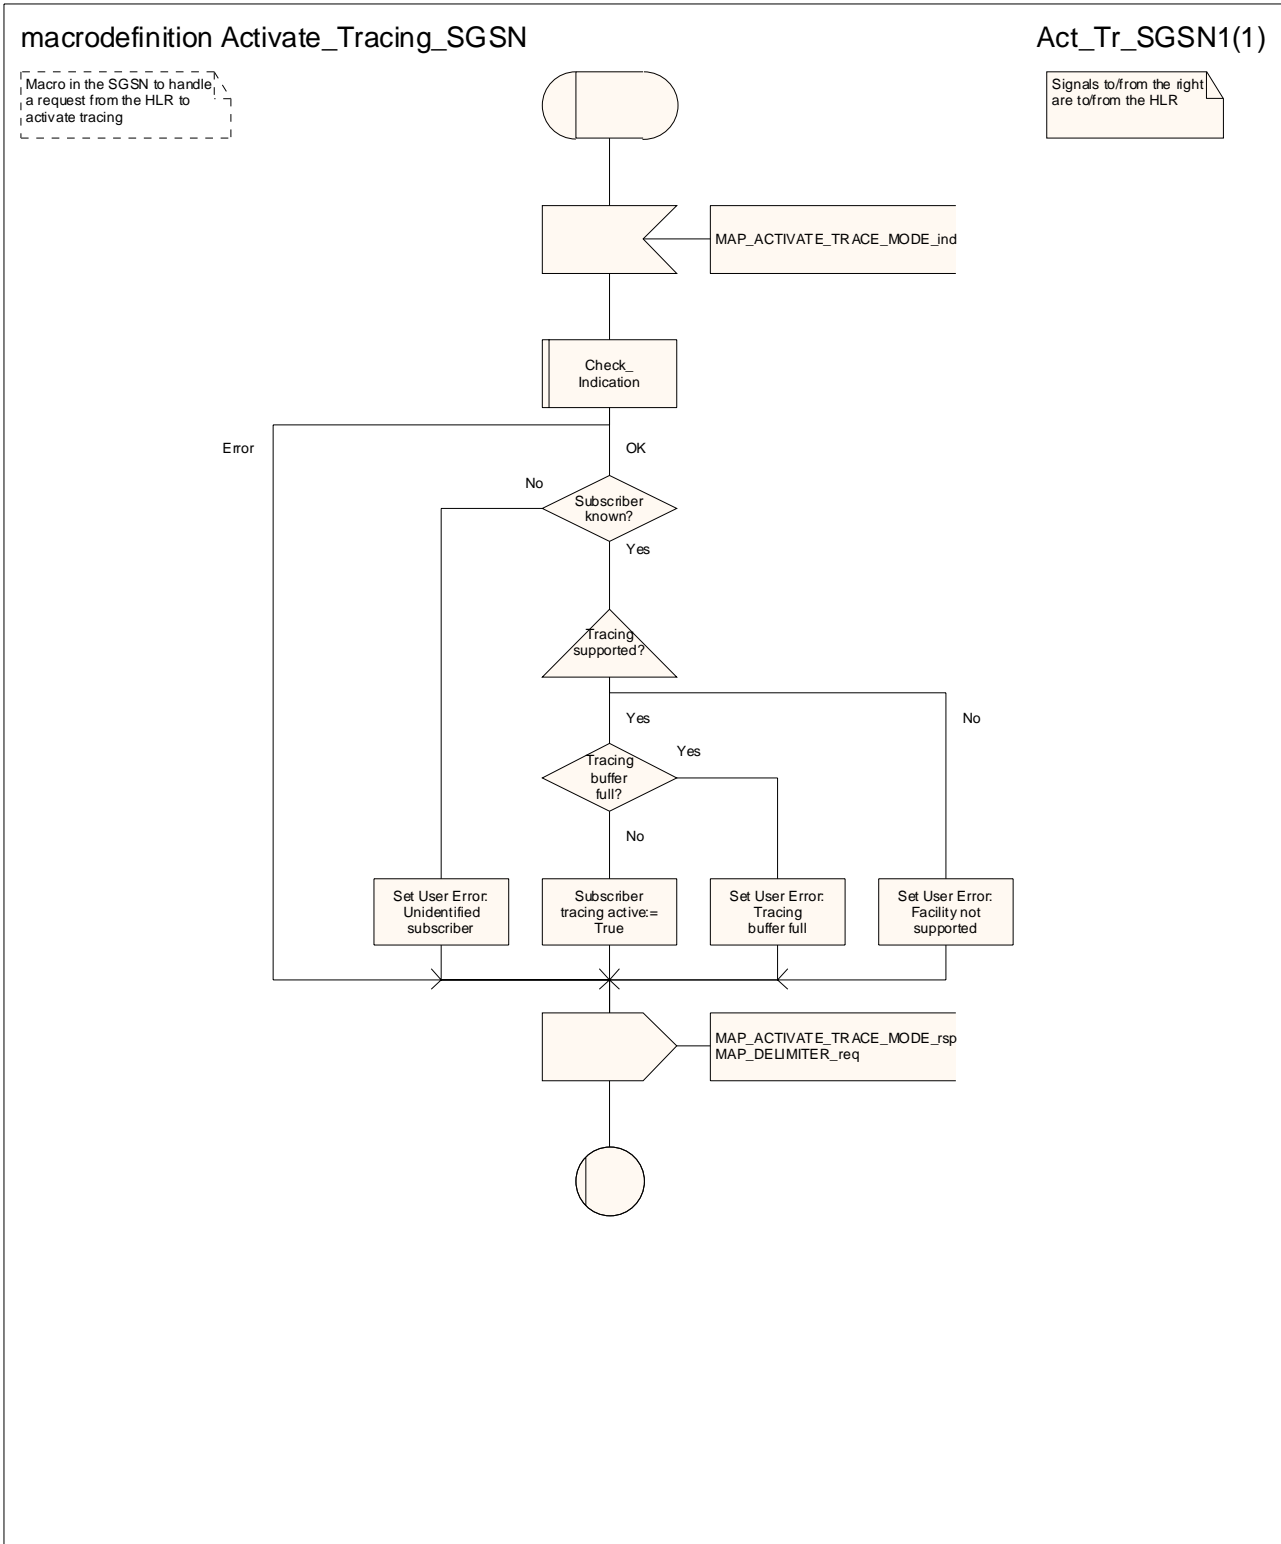 macrodefinition Activate_Tracing_SGSN
Act_Tr_SGSN1(1)
Macro in the SGSN to handle
a request from the HLR to
activate tracing
Signals to/from the right
are to/from the HLR
MAP_ACTIVATE_TRACE_MODE_ind
Check_
Indication
Error
OK
No
Subscriber
known?
Yes
Tracing
supported?
Yes
No
Tracing
buffer
full?
Yes
No
Set User Error:
Unidentified
subscriber
Subscriber
tracing active:=
True
Set User Error:
Tracing
buffer full
Set User Error:
Facility not
supported
MAP_ACTIVATE_TRACE_MODE_rsp
MAP_DELIMITER_req